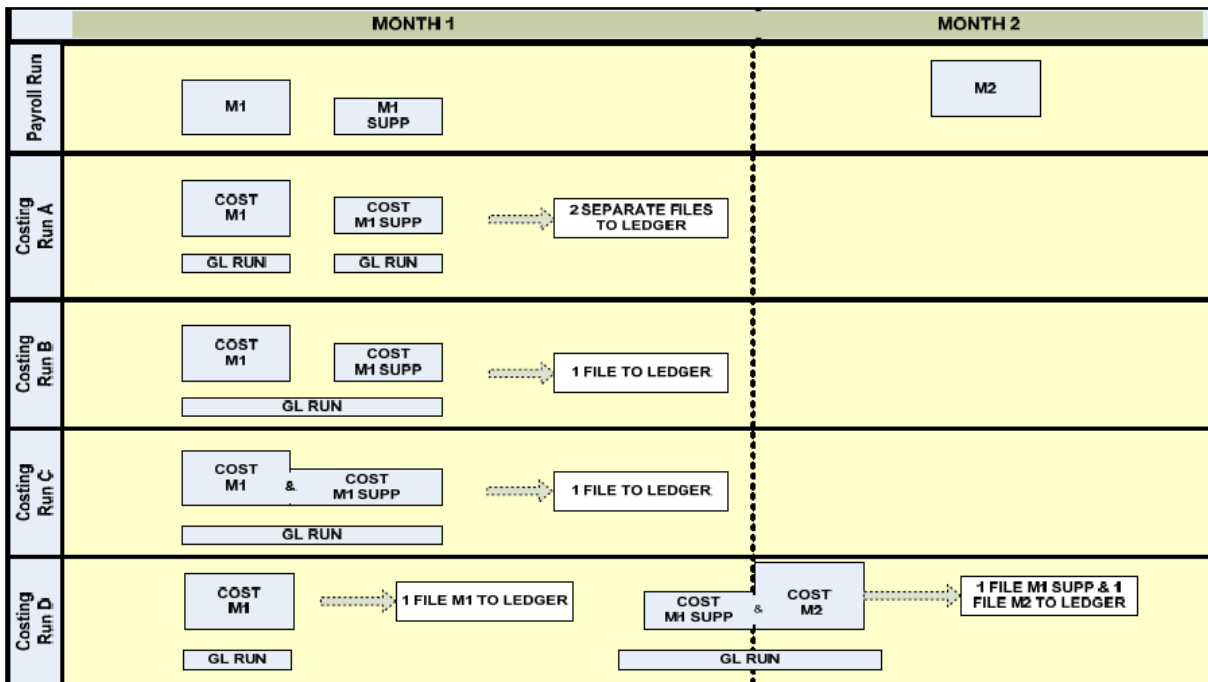 MONTH 1
MONTH 2
Payroll Run
M1
M1
SUPP
M2
Costing
Run A
COST
M1
COST
M1 SUPP
2 SEPARATE FILES
TO LEDGER
GL RUN
GL RUN
Costing
Run B
COST
M1
COST
M1 SUPP
1 FILE TO LEDGER
GL RUN
Costing
Run C
COST
M1
&
COST
M1 SUPP
1 FILE TO LEDGER
GL RUN
Costing
Run D
COST
M1
1 FILE M1 TO LEDGER
COST
M1 SUPP
&
COST
M2
1 FILE M1 SUPP & 1
FILE M2 TO LEDGER
GL RUN
GL RUN